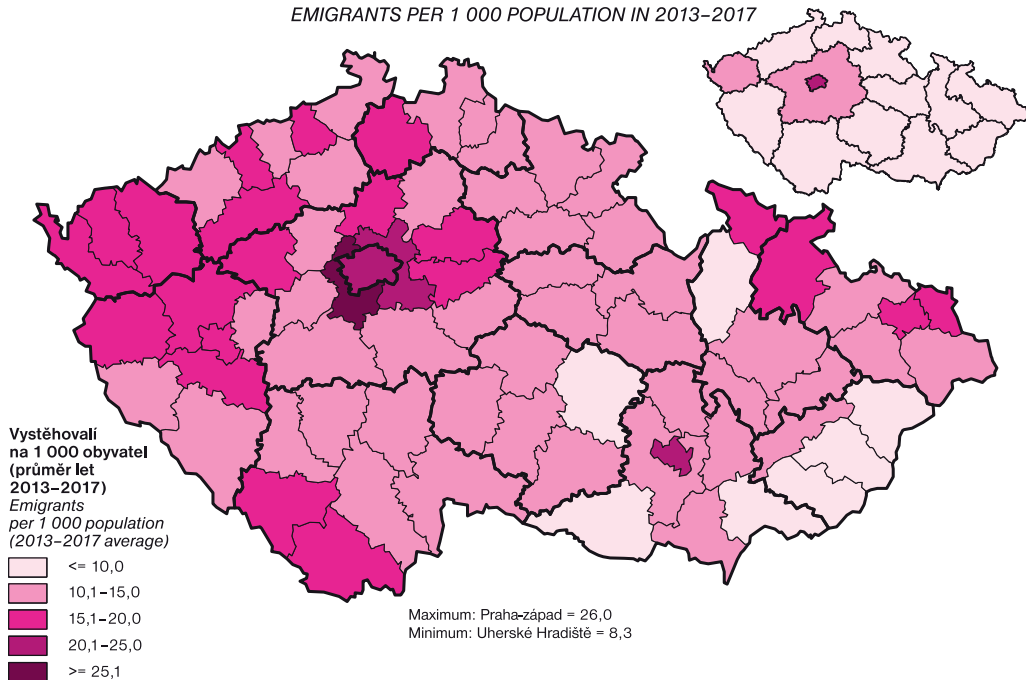 EMIGRANTS PER 1 000 POPULATION IN 2013–2017
Vystěhovalí
na 1 000 obyvatel
(průměr let
2013–2017)
Emigrants
per 1 000 population
(2013–2017 average)
<= 10,0
10,1–15,0
15,1–20,0
20,1–25,0
>= 25,1
Maximum: Praha-západ = 26,0
Minimum: Uherské Hradiště = 8,3